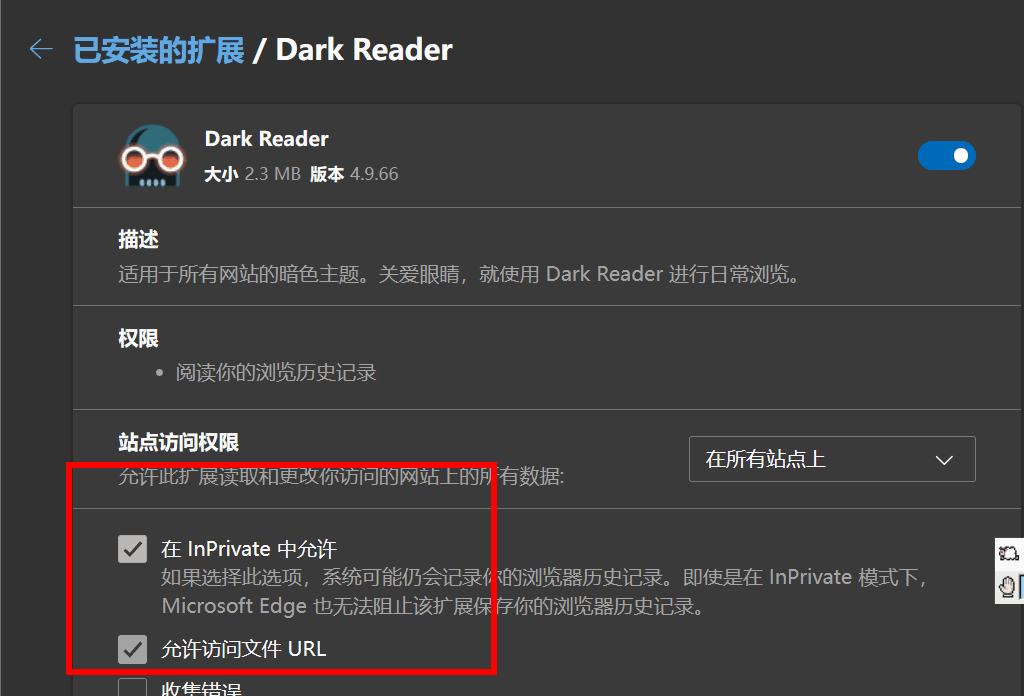 已安装的扩展 / Dark Reader
Dark Reader
大小 2.3 MB 版本 4.9.66
描述
适用于所有网站的暗色主题。关爱眼睛，就使用 Dark Reader 进行日常浏览。
权限
• 阅读你的浏览历史记录
站点访问权限
允许此扩展读取和更改你访问的网站上的所有数据:
在所有站点上
在 InPrivate 中允许
如果选择此选项，系统可能仍会记录你的浏览器历史记录。即使是在 InPrivate 模式下，
Microsoft Edge 也无法阻止该扩展保存你的浏览器历史记录。
允许访问文件 URL
收集错误